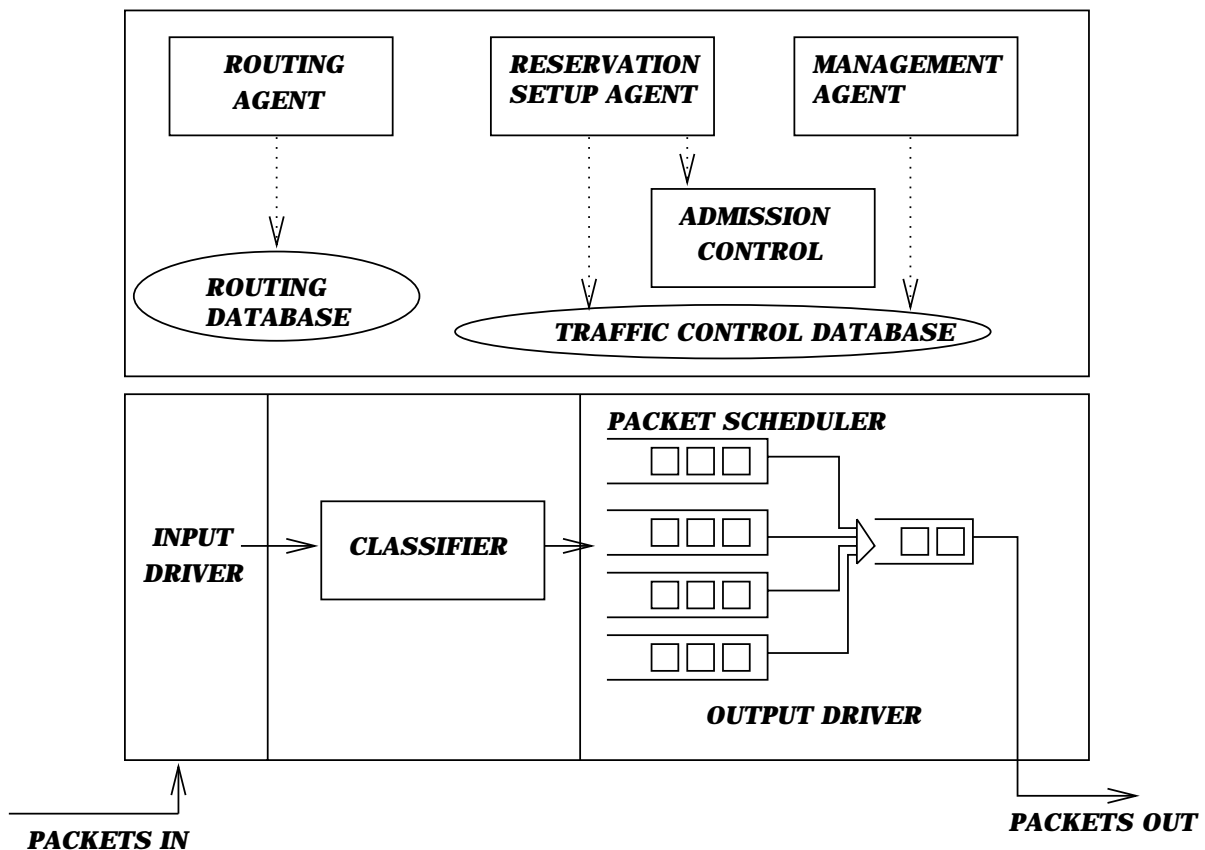 ROUTING
AGENT
RESERVATION
SETUP AGENT
MANAGEMENT
AGENT
ADMISSION
CONTROL
ROUTING
DATABASE
TRAFFIC CONTROL DATABASE
PACKET SCHEDULER
INPUT
DRIVER
CLASSIFIER
OUTPUT DRIVER
PACKETS IN
PACKETS OUT